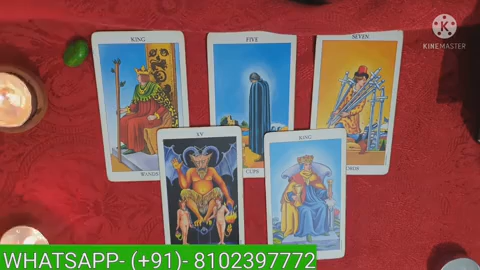 KINEMASTER
KING
FIVE
SEVEN
WANDS
CUPS
XV
KING
WHATSAPP- (+91)- 8102397772